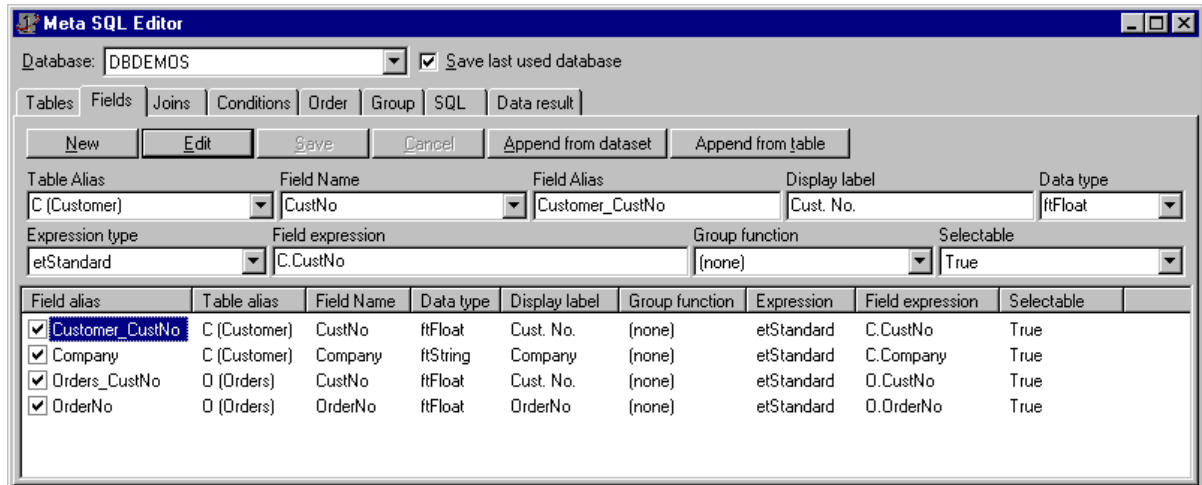 Meta SQL Editor
Database: DBDEMOS Save last used database
Tables Fields Joins Conditions Order Group SQL Data result
New Edit Save Cancel Append from dataset Append from table
Table Alias Field Name Field Alias Display label Data type
C (Customer) CustNo Customer_CustNo Cust. No. ftFloat
Expression type Field expression Group function Selectable
etStandard C.CustNo (none) True
Field alias Table alias Field Name Data type Display label Group function Expression Field expression Selectable
Customer_CustNo C (Customer) CustNo ftFloat Cust. No. (none) etStandard C.CustNo True
Company C (Customer) Company ftString Company (none) etStandard C.Company True
Orders_CustNo O (Orders) CustNo ftFloat Cust. No. (none) etStandard O.CustNo True
OrderNo O (Orders) OrderNo ftFloat OrderNo (none) etStandard O.OrderNo True